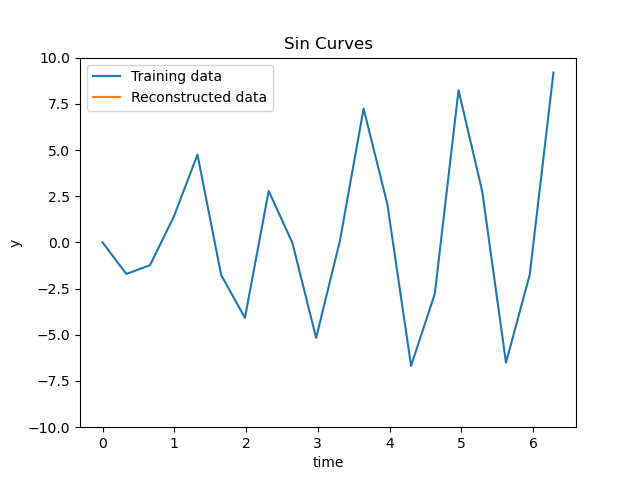 Sin Curves
Training data
Reconstructed data
10.0
7.5
5.0
2.5
0.0
−2.5
−5.0
−7.5
−10.0
y
0 1 2 3 4 5 6
time